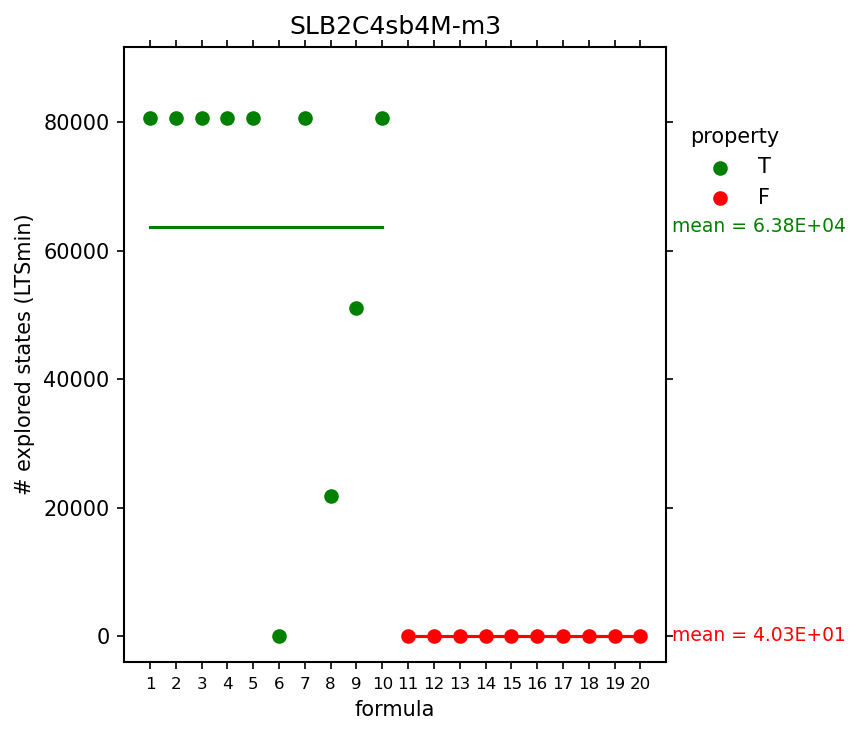 SLB2C4sb4M-m3
# explored states (LTSmin)
80000
60000
40000
20000
0
1 2 3 4 5 6 7 8 9 10 11 12 13 14 15 16 17 18 19 20
formula
property
T
F
mean = 6.38E+04
mean = 4.03E+01